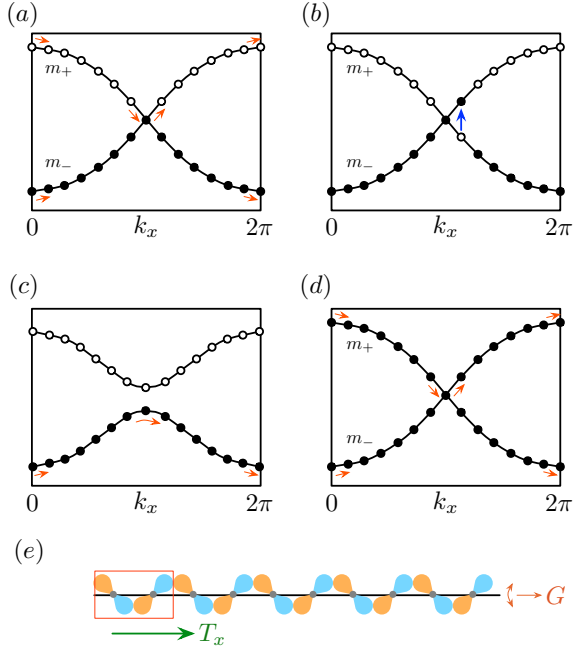 (a) (b)
m₊ m₊
m₋ m₋
0 kₓ 2π 0 kₓ 2π
(c) (d)
m₊
m₋
0 kₓ 2π 0 kₓ 2π
(e)
G
Tₓ